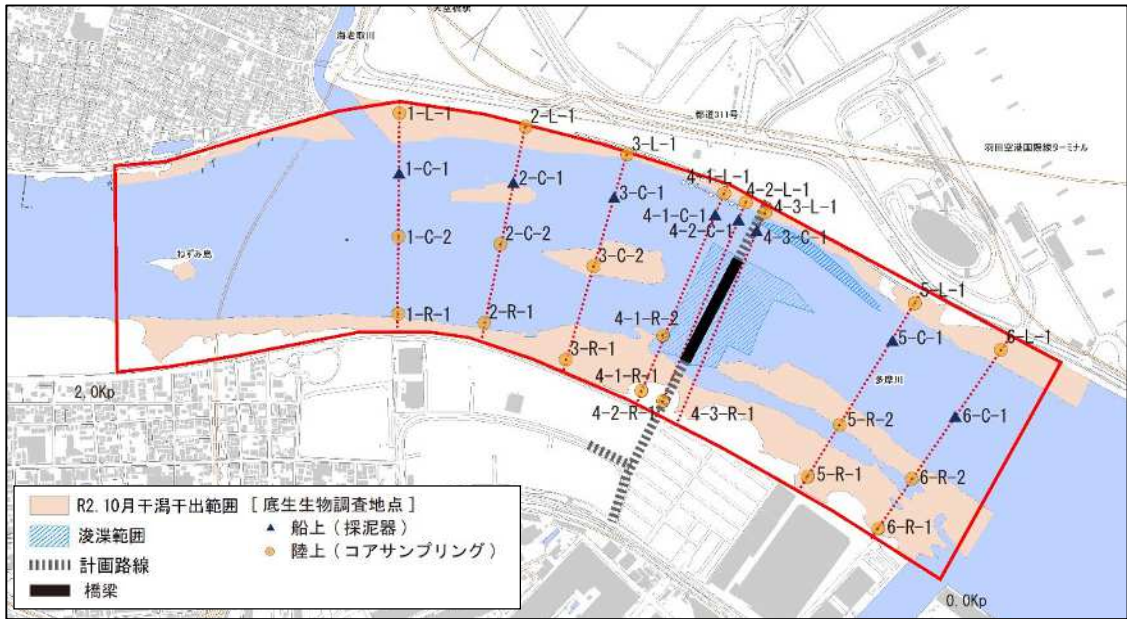 天空橋駅
海老取川
都道311号
羽田空港国際線ターミナル
1-L-1
2-L-1
3-L-1
4-1-L-1
4-2-L-1
4-3-L-1
1-C-1
2-C-1
3-C-1
4-1-C-1
4-2-C-1
4-3-C-1
1-C-2
2-C-2
3-C-2
ねずみ島
5-L-1
6-L-1
5-C-1
1-R-1
2-R-1
3-R-1
4-1-R-2
多摩川
6-C-1
4-1-R-1
4-2-R-1
4-3-R-1
5-R-2
2.0Kp
5-R-1
6-R-2
6-R-1
0.0Kp
R2.10月干潟干出範囲
浚渫範囲
計画路線
橋梁
[底生生物調査地点]
船上(採泥器)
陸上(コアサンプリング)